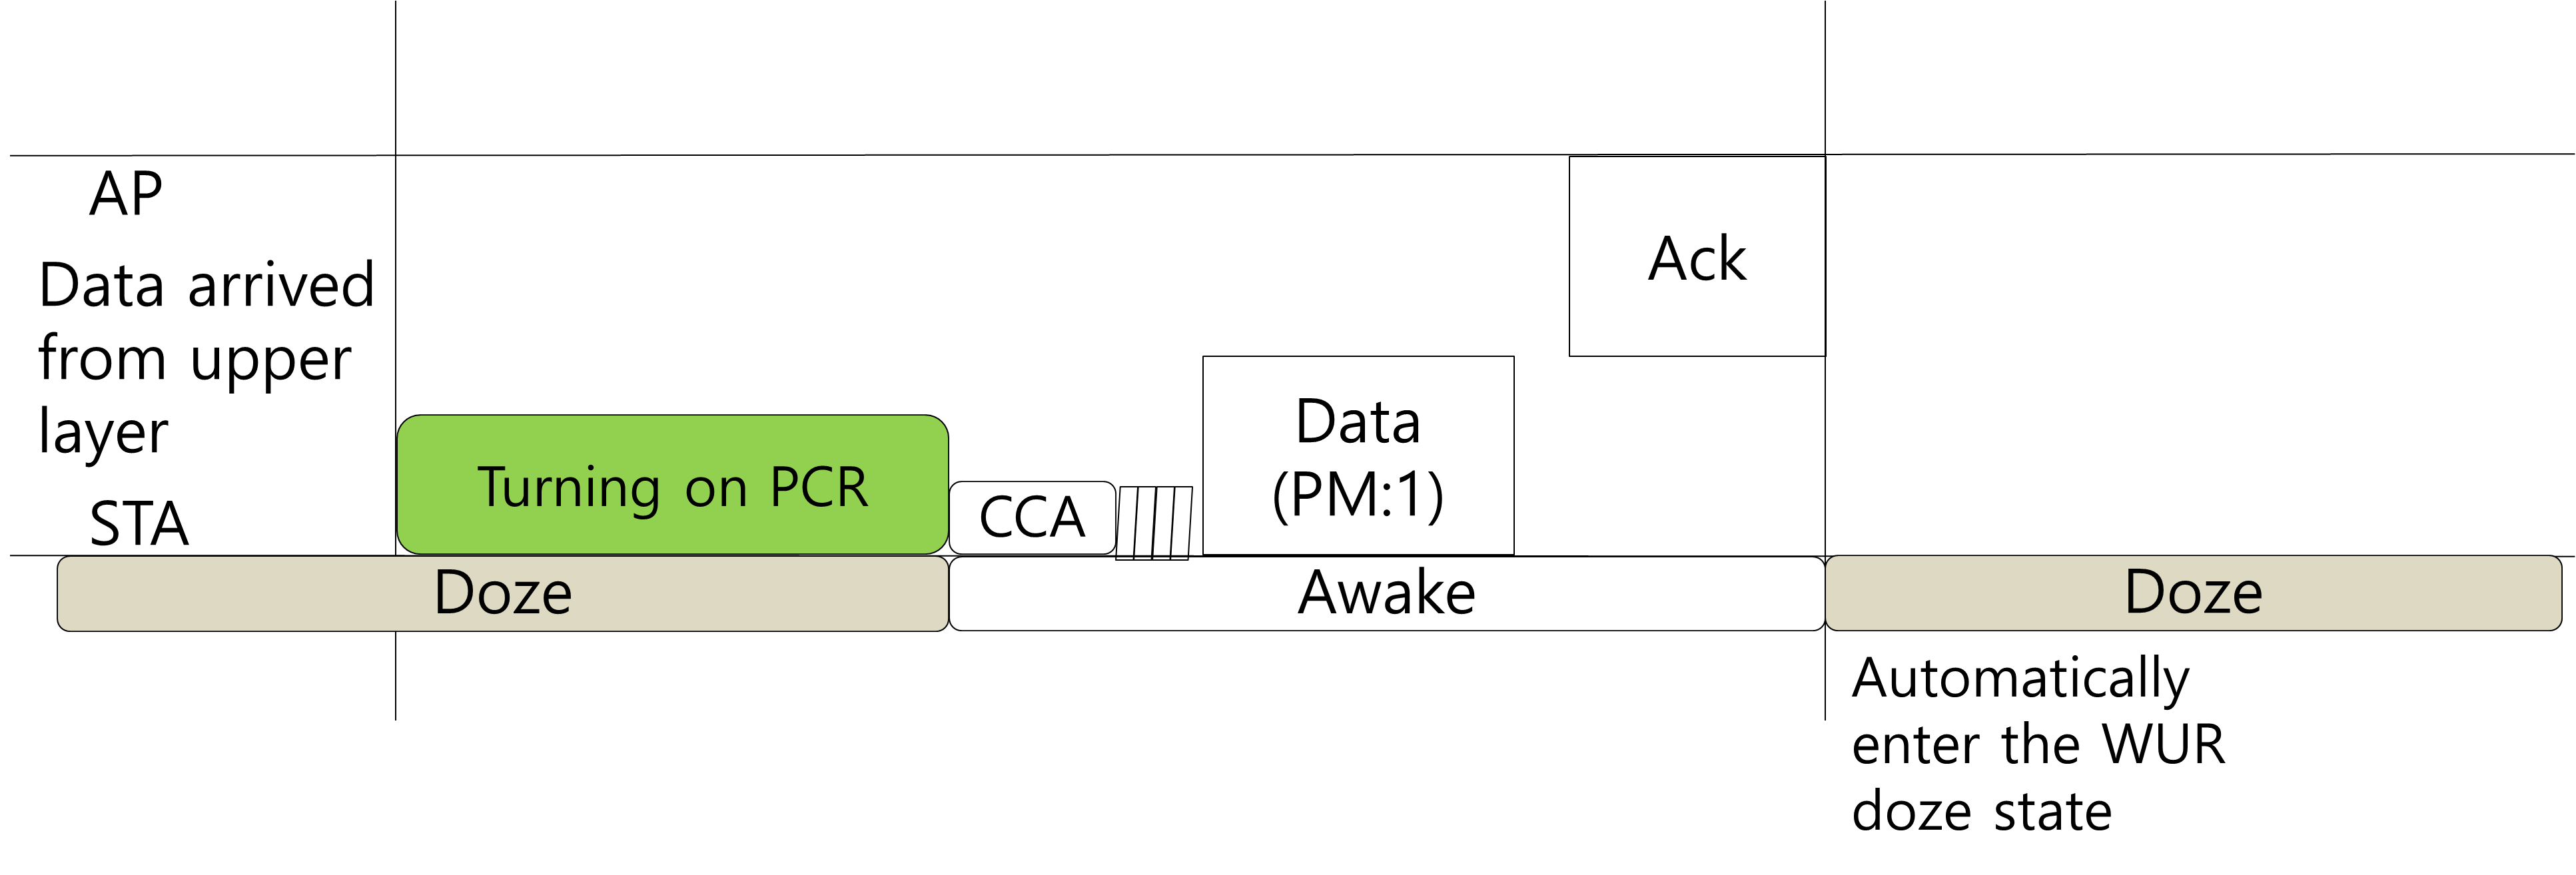 AP
Data arrived
from upper
layer
STA
Turning on PCR
CCA
Data
(PM:1)
Ack
Doze
Awake
Doze
Automatically
enter the WUR
doze state